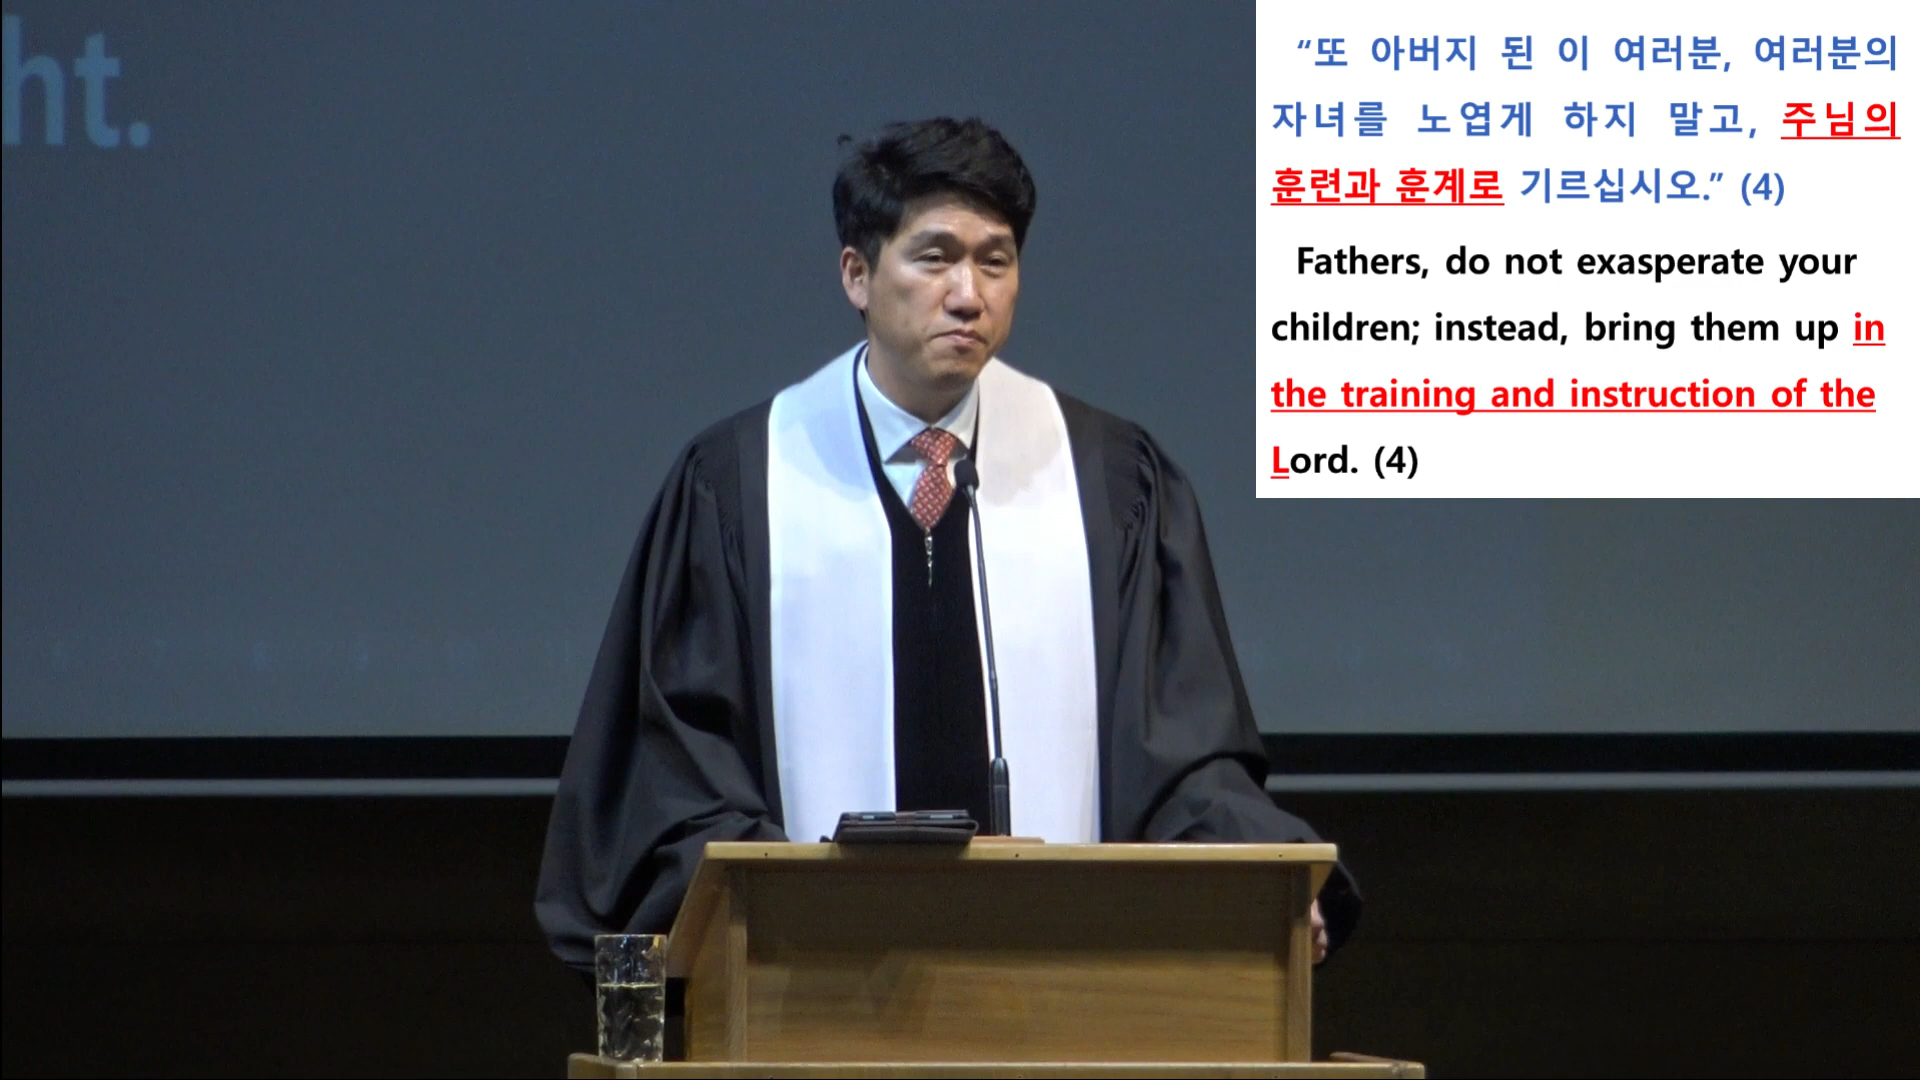 ht.
“또 아버지 된 이 여러분, 여러분의
자녀를 노엽게 하지 말고, 주님의
훈련과 훈계로 기르십시오.” (4)
Fathers, do not exasperate your
children; instead, bring them up in
the training and instruction of the
Lord. (4)